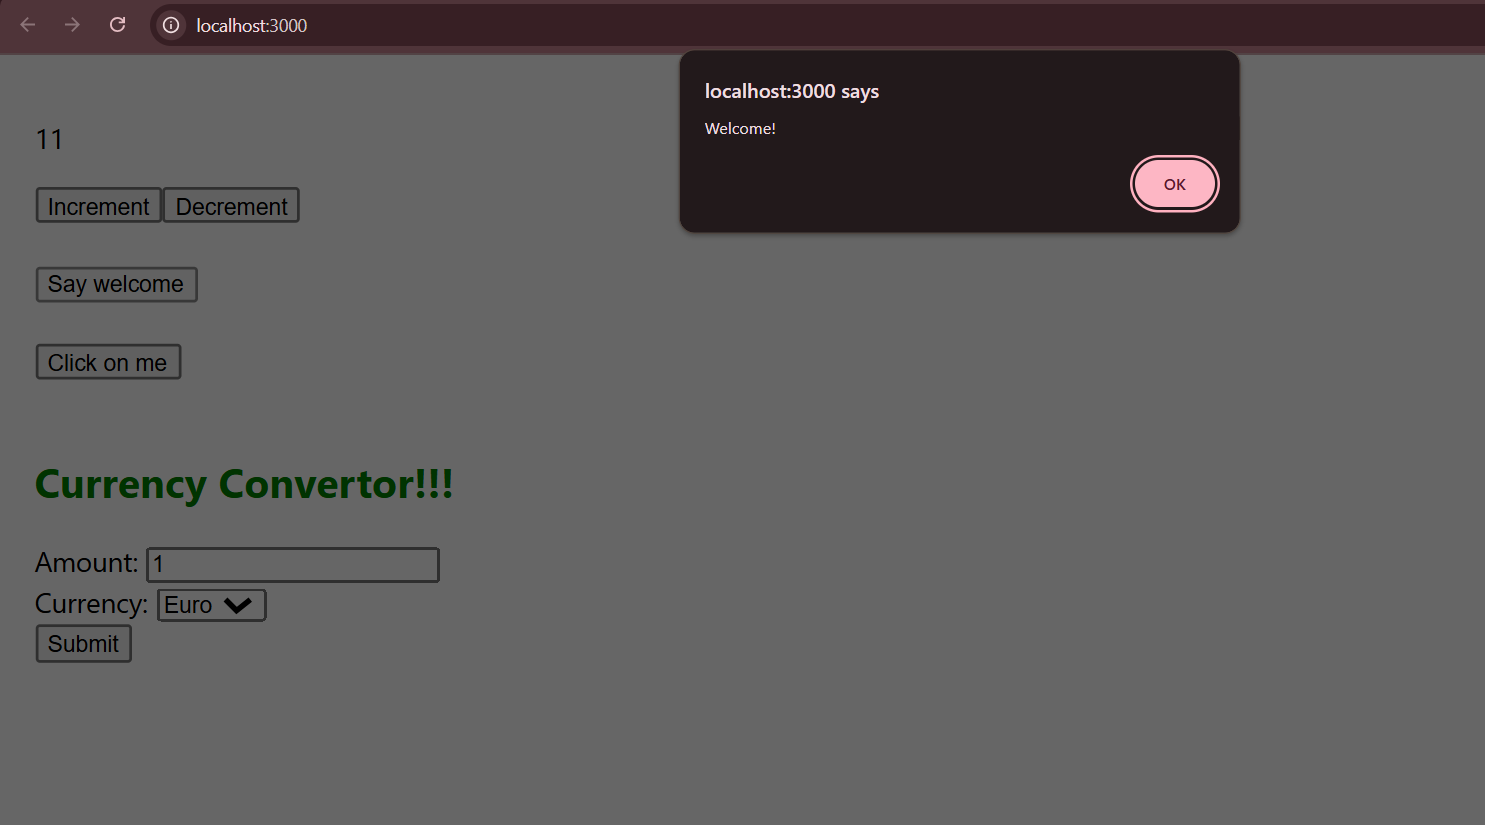 localhost:3000
localhost:3000 says
Welcome!
OK
11
Increment Decrement
Say welcome
Click on me
Currency Convertor!!!
Amount: 1
Currency: Euro
Submit